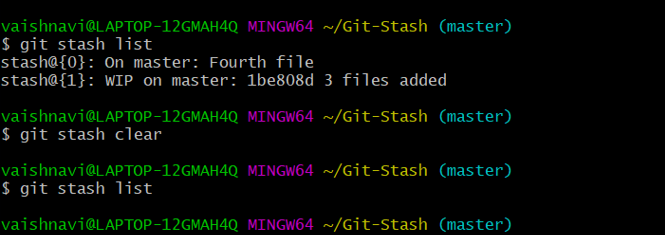 vaishnavi@LAPTOP-12GMAH4Q MINGW64 ~/Git-Stash (master)
$ git stash list
stash@{0}: On master: Fourth file
stash@{1}: WIP on master: 1be808d 3 files added
vaishnavi@LAPTOP-12GMAH4Q MINGW64 ~/Git-Stash (master)
$ git stash clear
vaishnavi@LAPTOP-12GMAH4Q MINGW64 ~/Git-Stash (master)
$ git stash list
vaishnavi@LAPTOP-12GMAH4Q MINGW64 ~/Git-Stash (master)